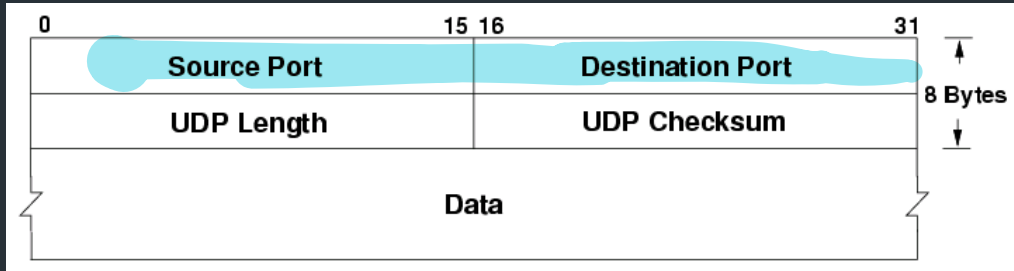 0 15 16 31
Source Port Destination Port
8 Bytes
UDP Length UDP Checksum
Data